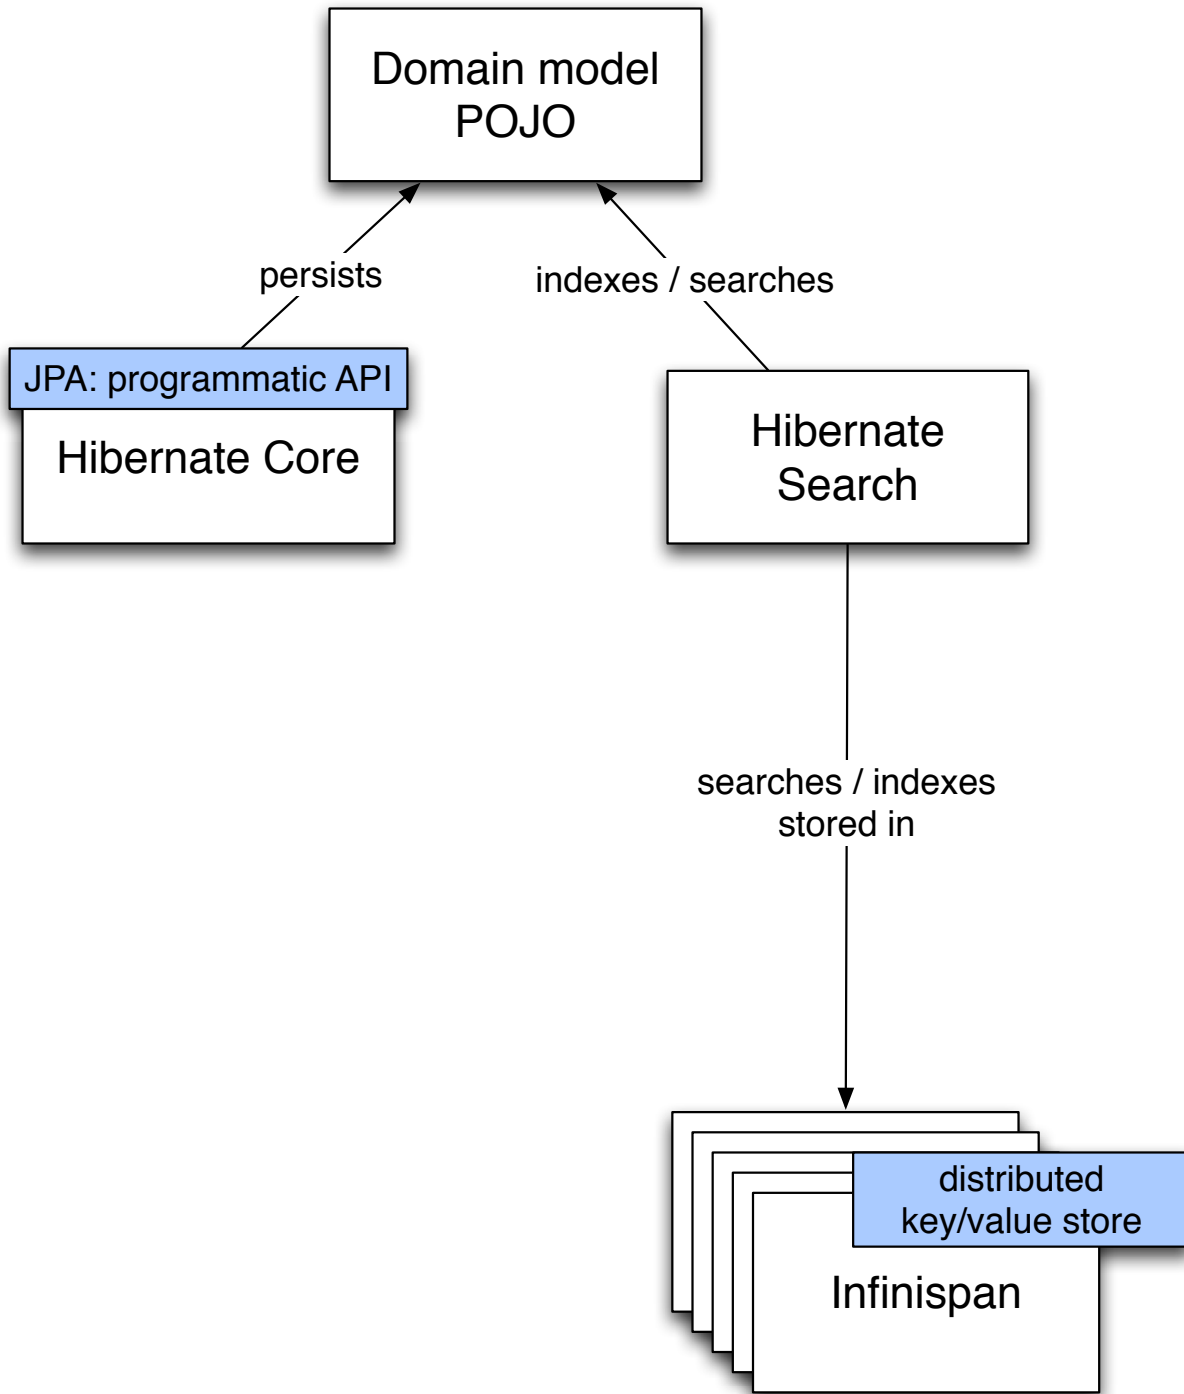 Domain model
POJO
persists
indexes / searches
JPA: programmatic API
Hibernate Core
Hibernate
Search
searches / indexes
stored in
distributed
key/value store
Infinispan